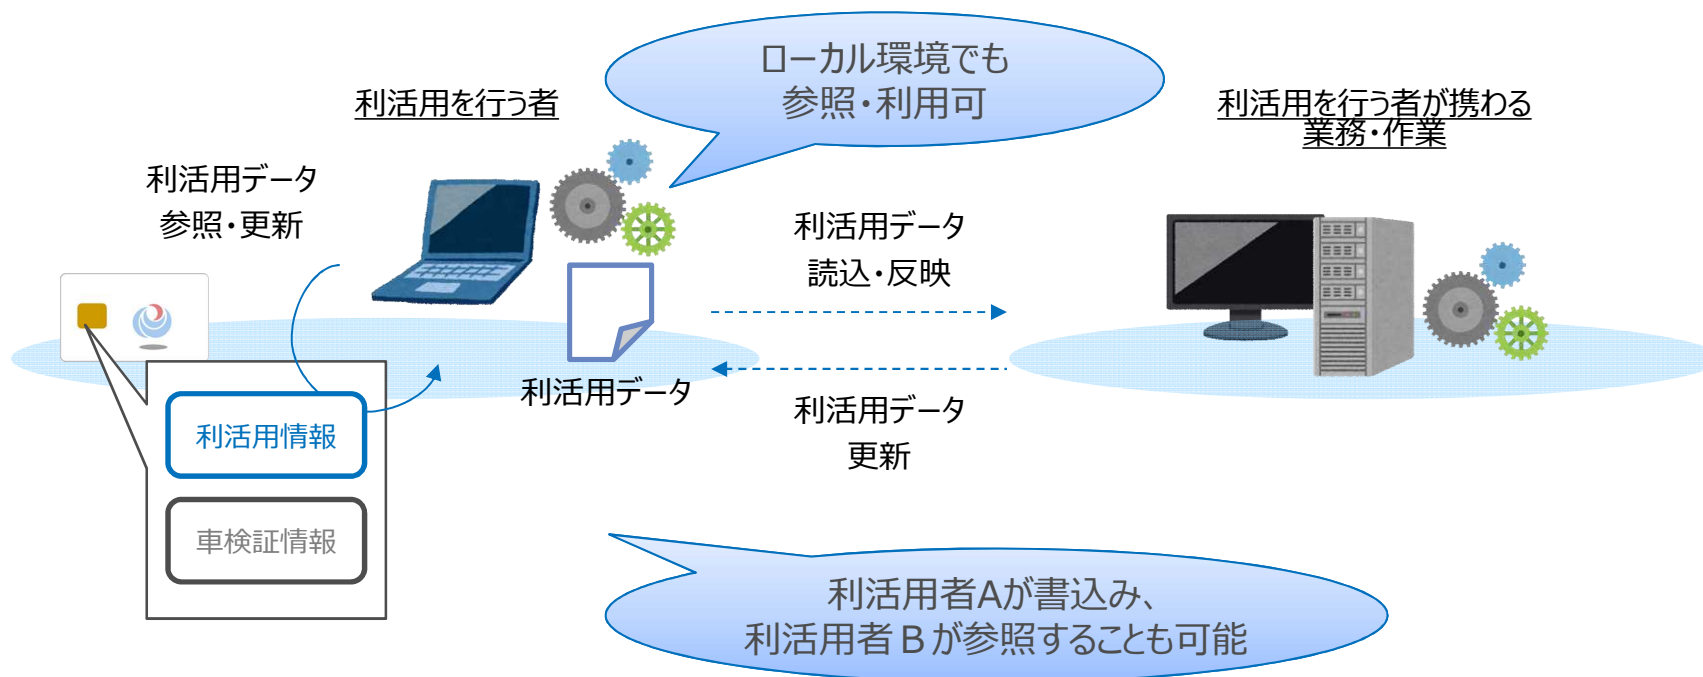 ローカル環境でも
参照・利用可
利活用を行う者
利活用を行う者が携わる
業務・作業
利活用データ
参照・更新
利活用データ
読込・反映
利活用データ
利活用データ
更新
利活用情報
車検証情報
利活用者Aが書込み、
利活用者Bが参照することも可能